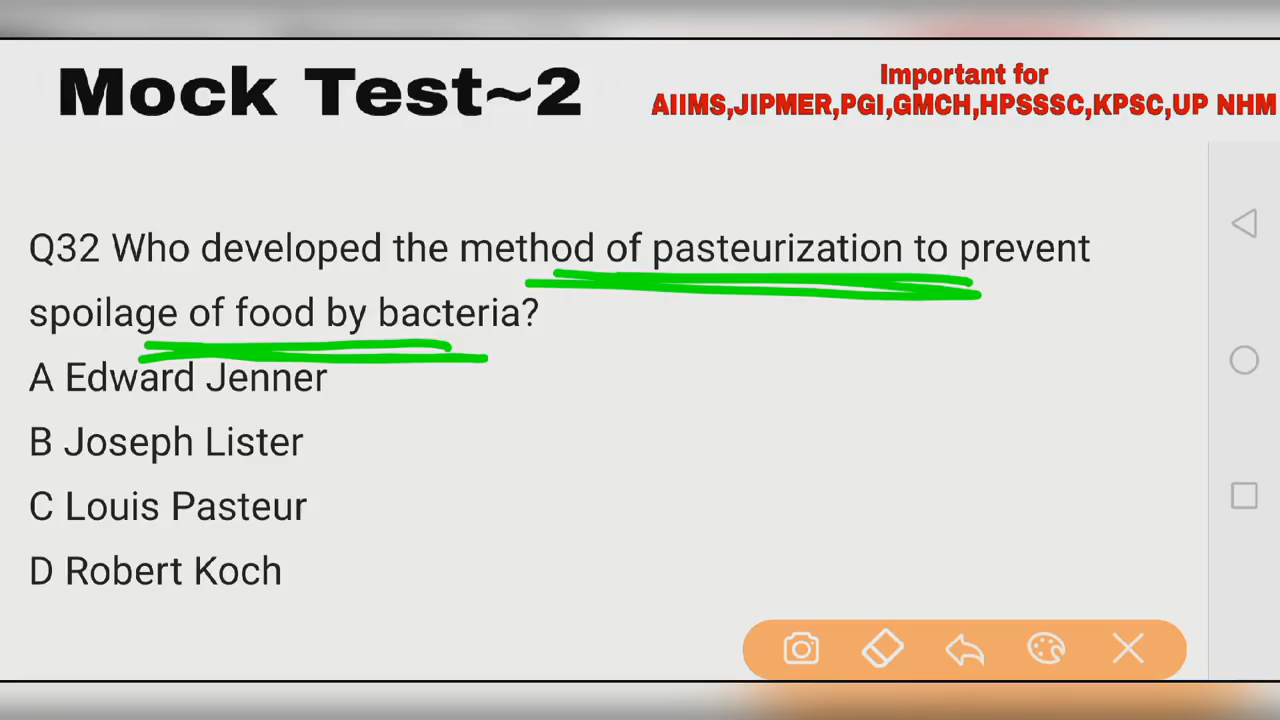 Mock Test~2
Important for
AIIMS,JIPMER,PGI,GMCH,HPSSSC,KPSC,UP NHM
Q32 Who developed the method of pasteurization to prevent
spoilage of food by bacteria?
A Edward Jenner
B Joseph Lister
C Louis Pasteur
D Robert Koch